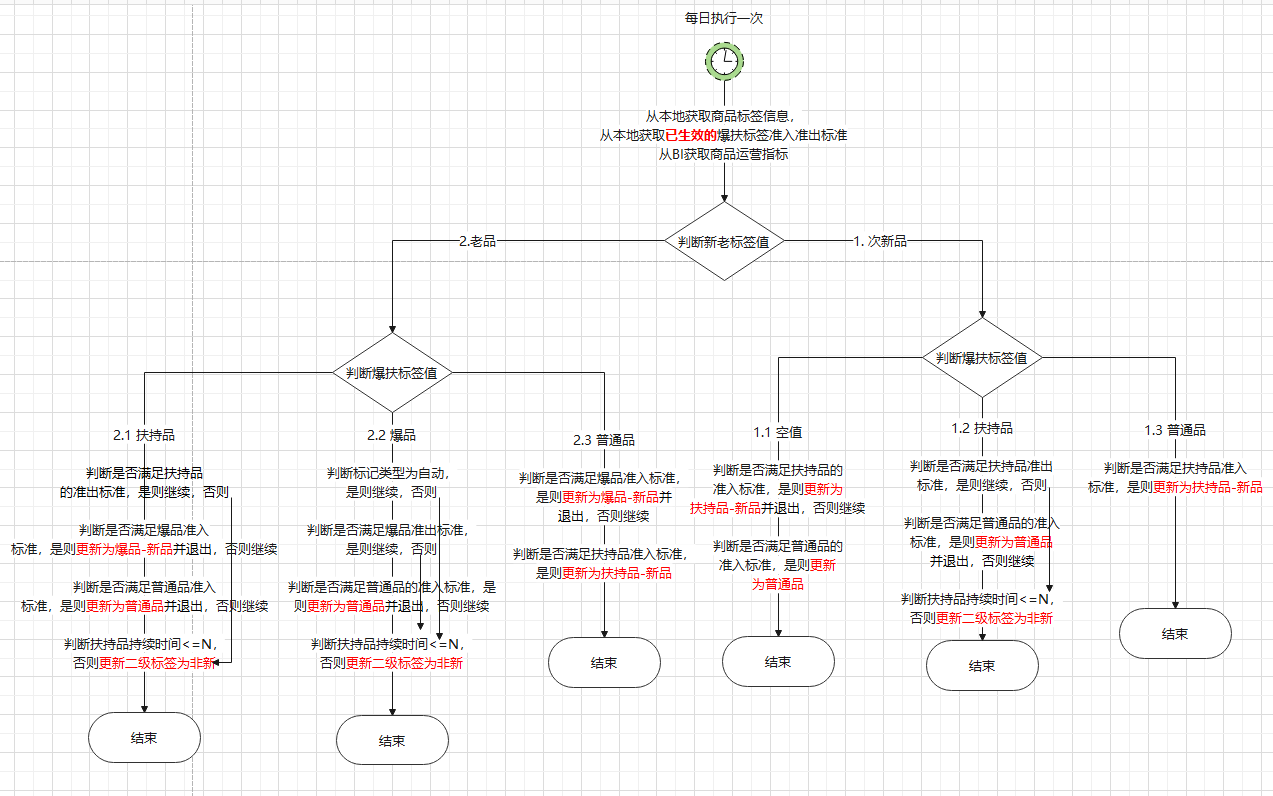 每日执行一次
从本地获取商品标签信息，
从本地获取已生效的爆扶标签准入准出标准
从BI获取商品运营指标
判断新老标签值
2.老品
1. 次新品
判断爆扶标签值
判断爆扶标签值
2.1 扶持品
判断是否满足扶持品
的准出标准，是则继续，否则
判断是否满足爆品准入
标准，是则更新为爆品-新品并退出，否则继续
判断是否满足普通品准入
标准，是则更新为普通品并退出，否则继续
判断扶持品持续时间<=N，
否则更新二级标签为非新
结束
2.2 爆品
判断标记类型为自动，
是则继续，否则
判断是否满足爆品准出标准，
是则继续，否则
判断是否满足普通品的准入标准，是
则更新为普通品并退出，否则继续
判断扶持品持续时间<=N，
否则更新二级标签为非新
结束
2.3 普通品
判断是否满足爆品准入标准，
是则更新为爆品-新品并
退出，否则继续
判断是否满足扶持品准入标准，
是则更新为扶持品-新品
结束
1.1 空值
判断是否满足扶持品的
准入标准，是则更新为
扶持品-新品并退出，否则继续
判断是否满足普通品的
准入标准，是则更新
为普通品
结束
1.2 扶持品
判断是否满足扶持品准出
标准，是则继续，否则
判断是否满足普通品的准入
标准，是则更新为普通品
并退出，否则继续
判断扶持品持续时间<=N，
否则更新二级标签为非新
结束
1.3 普通品
判断是否满足扶持品准入
标准，是则更新为扶持品-新品
结束